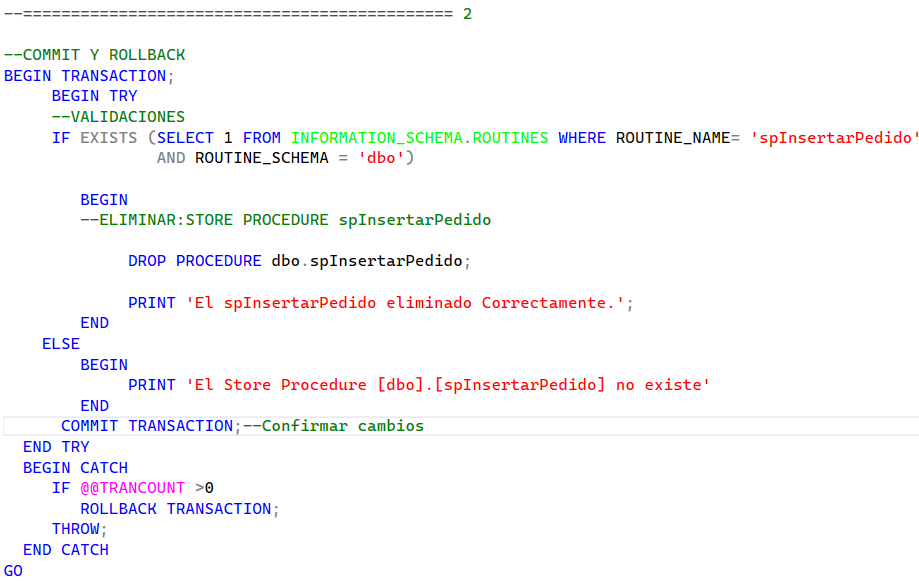 --============================================= 2
--COMMIT Y ROLLBACK
BEGIN TRANSACTION;
BEGIN TRY
--VALIDACIONES
IF EXISTS (SELECT 1 FROM INFORMATION_SCHEMA.ROUTINES WHERE ROUTINE_NAME= 'spInsertarPedido'
AND ROUTINE_SCHEMA = 'dbo')
BEGIN
--ELIMINAR:STORE PROCEDURE spInsertarPedido
DROP PROCEDURE dbo.spInsertarPedido;
PRINT 'El spInsertarPedido eliminado Correctamente.';
END
ELSE
BEGIN
PRINT 'El Store Procedure [dbo].[spInsertarPedido] no existe'
END
COMMIT TRANSACTION;--Confirmar cambios
END TRY
BEGIN CATCH
IF @@TRANCOUNT >0
ROLLBACK TRANSACTION;
THROW;
END CATCH
GO